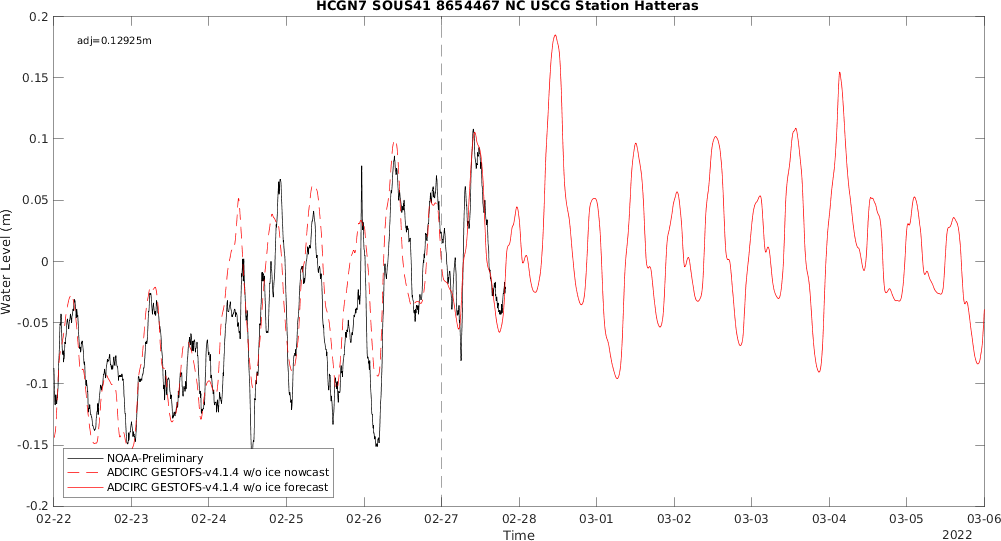 HCGN7 SOUS41 8654467 NC USCG Station Hatteras
adj=0.12925m
0.2
0.15
0.1
0.05
0
-0.05
-0.1
-0.15
-0.2
Water Level (m)
NOAA-Preliminary
ADCIRC GESTOFS-v4.1.4 w/o ice nowcast
ADCIRC GESTOFS-v4.1.4 w/o ice forecast
02-22 02-23 02-24 02-25 02-26 02-27 02-28 03-01 03-02 03-03 03-04 03-05 03-06
Time
2022